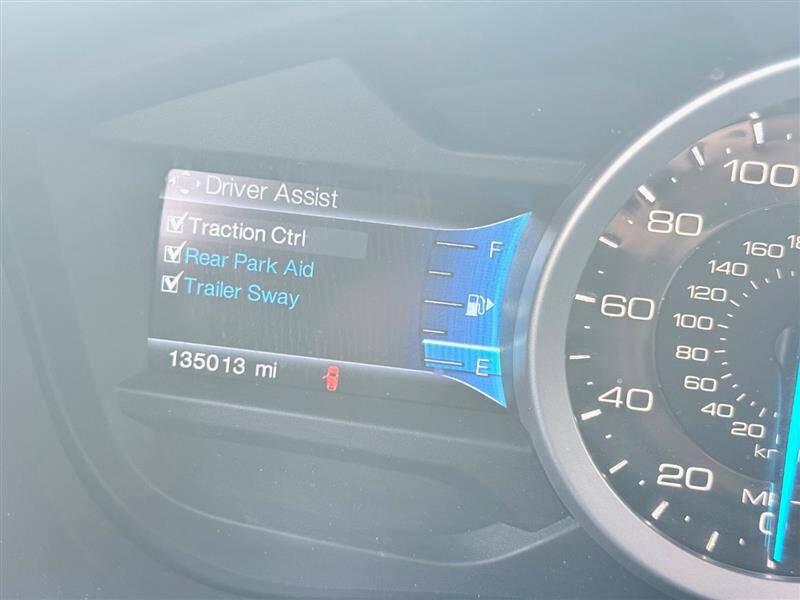 Driver Assist
Traction Ctrl
Rear Park Aid
Trailer Sway
135013 mi
F
E
100
80
60
40
20
160
140
120
100
80
60
40
20